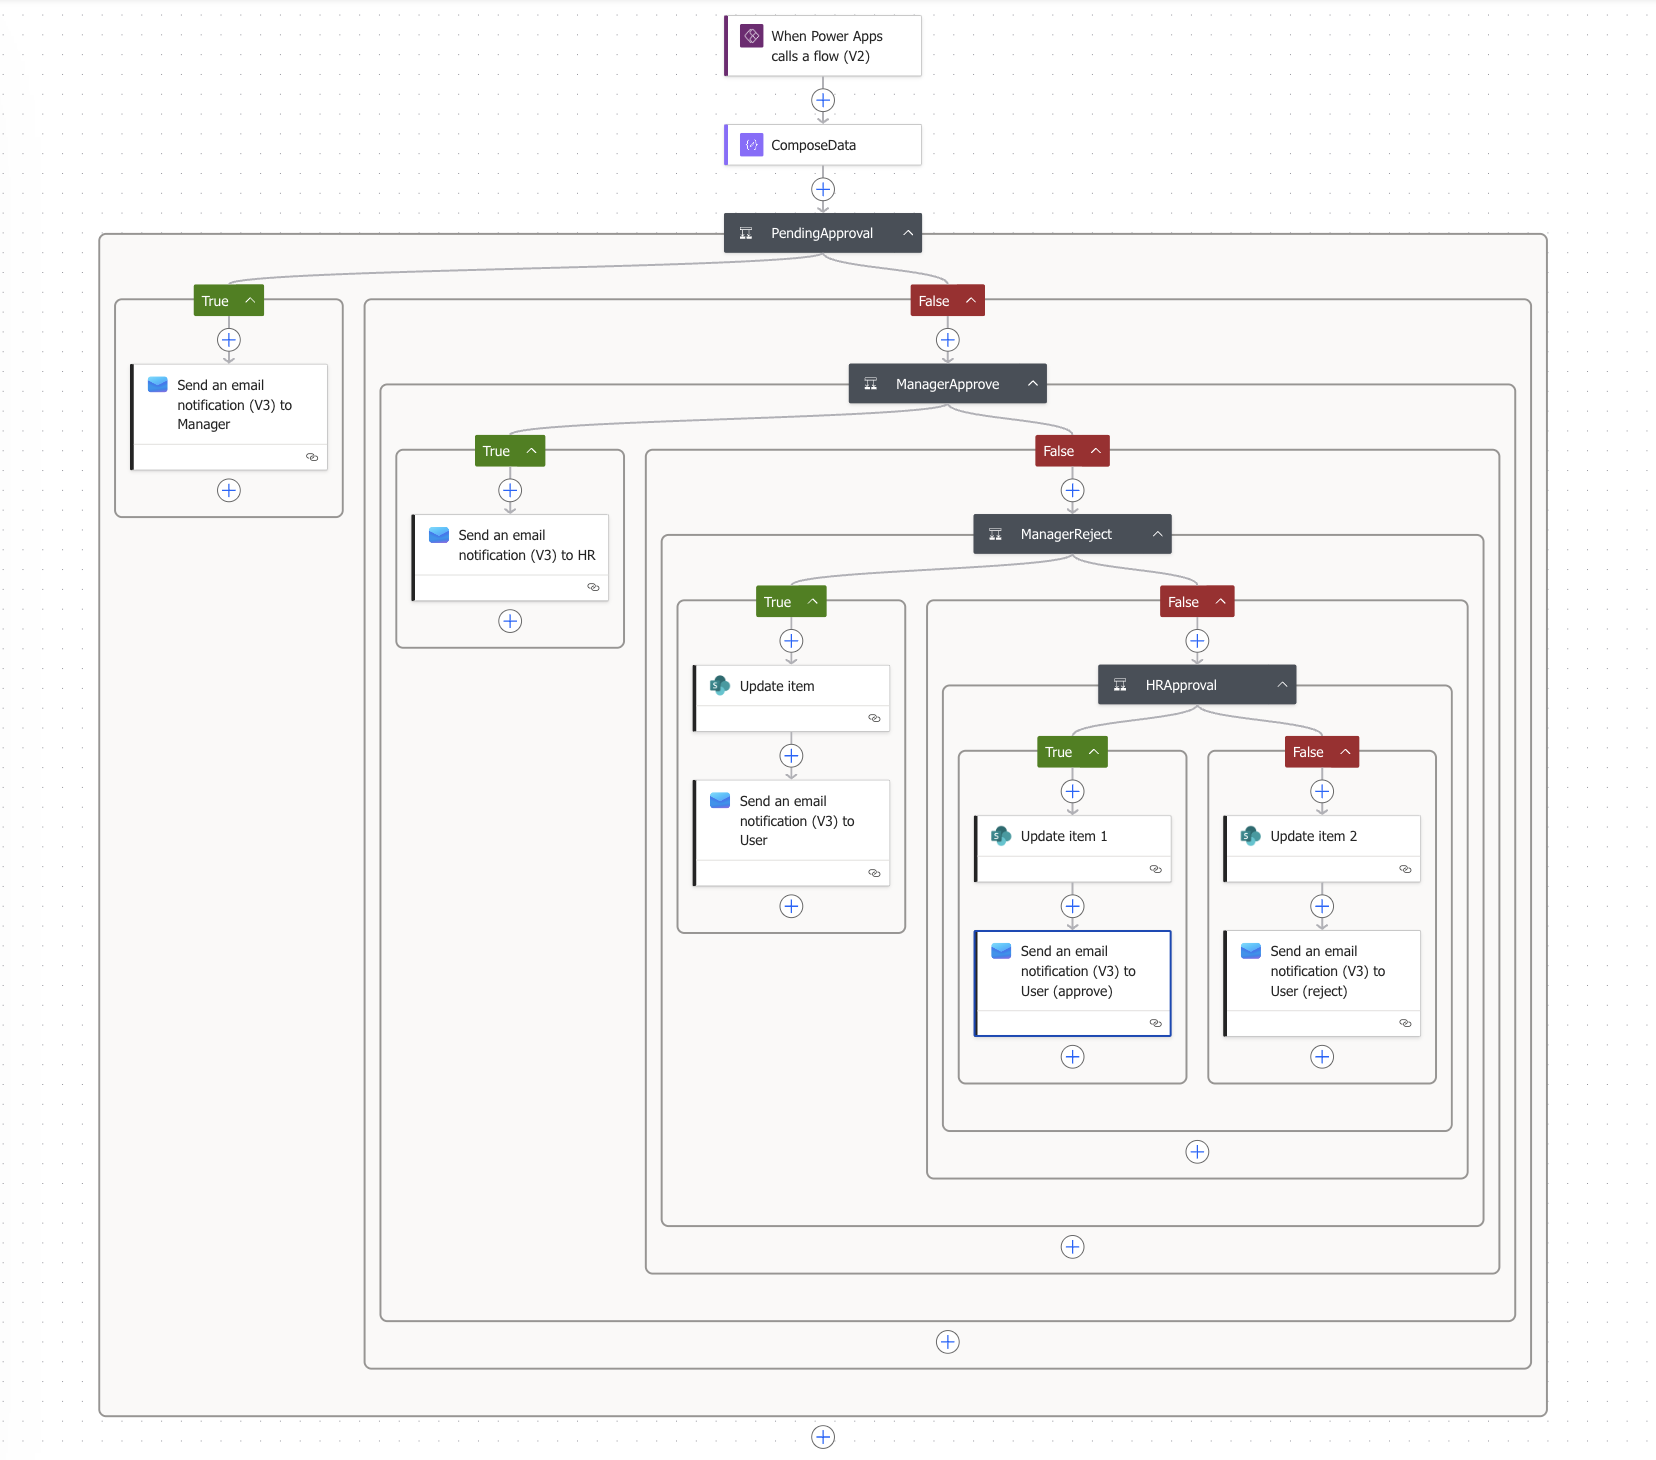 When Power Apps
calls a flow (V2)
ComposeData
PendingApproval
True
False
Send an email
notification (V3) to
Manager
ManagerApprove
True
False
Send an email
notification (V3) to HR
ManagerReject
True
False
Update item
Send an email
notification (V3) to
User
HRApproval
True
False
Update item 1
Update item 2
Send an email
notification (V3) to
User (approve)
Send an email
notification (V3) to
User (reject)